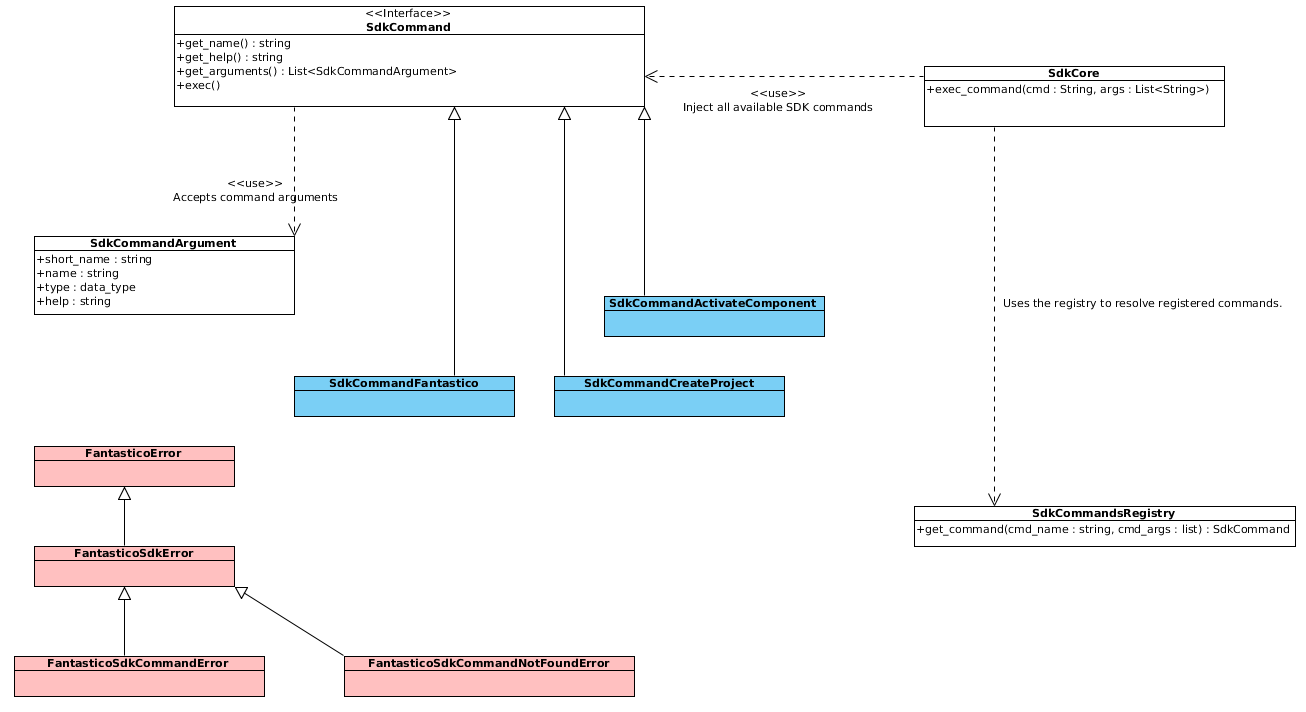 <<Interface>>
SdkCommand
+get_name() : string
+get_help() : string
+get_arguments() : List<SdkCommandArgument>
+exec()
SdkCore
+exec_command(cmd : String, args : List<String>)
<<use>>
Inject all available SDK commands
<<use>>
Accepts command arguments
SdkCommandArgument
+short_name : string
+name : string
+type : data_type
+help : string
SdkCommandActivateComponent
Uses the registry to resolve registered commands.
SdkCommandFantastico
SdkCommandCreateProject
FantasticoError
SdkCommandsRegistry
+get_command(cmd_name : string, cmd_args : list) : SdkCommand
FantasticoSdkError
FantasticoSdkCommandError
FantasticoSdkCommandNotFoundError